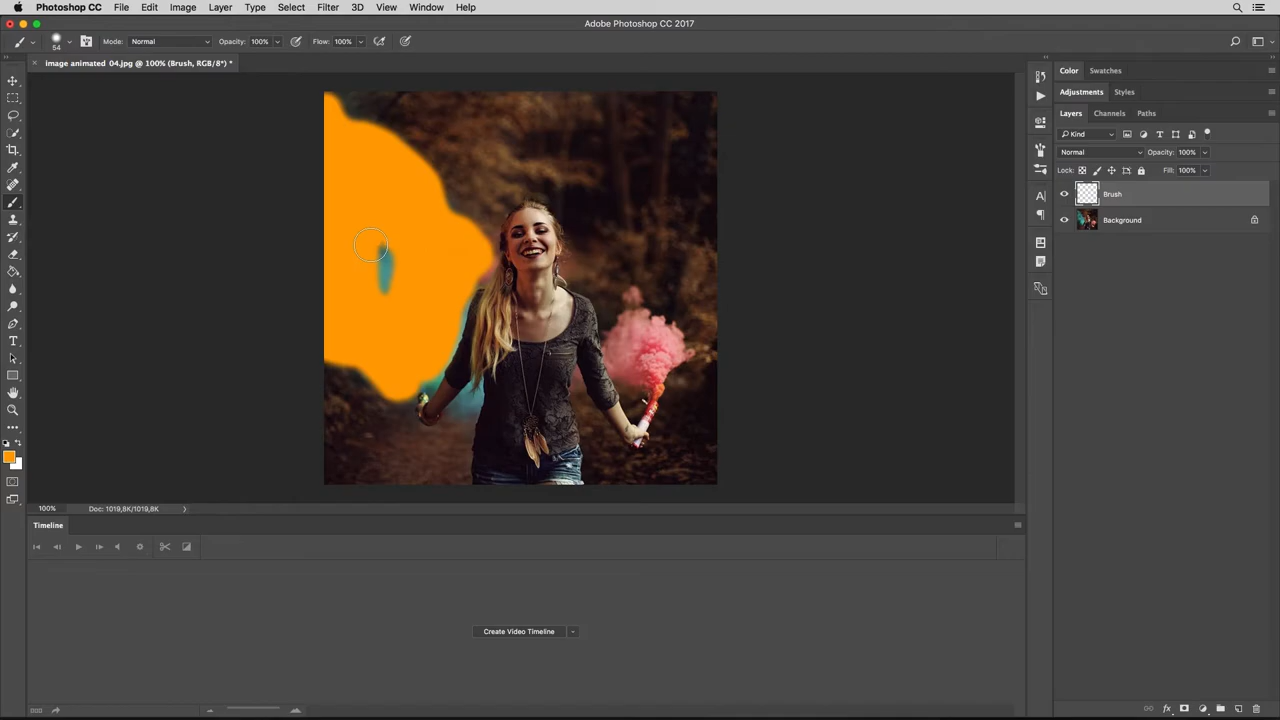 Photoshop CC File Edit Image Layer Type Select Filter 3D View Window Help
Adobe Photoshop CC 2017
54 Mode: Normal Opacity: 100% Flow: 100%
image animated 04.jpg @ 100% (Brush, RGB/8*) *
Color Swatches
Adjustments Styles
Layers Channels Paths
Kind
Normal Opacity: 100%
Lock: Fill: 100%
Brush
Background
100% Doc: 1019,8K/1019,8K
Timeline
Create Video Timeline